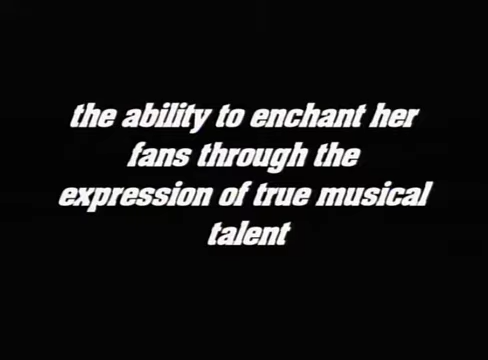 the ability to enchant her
fans through the
expression of true musical
talent